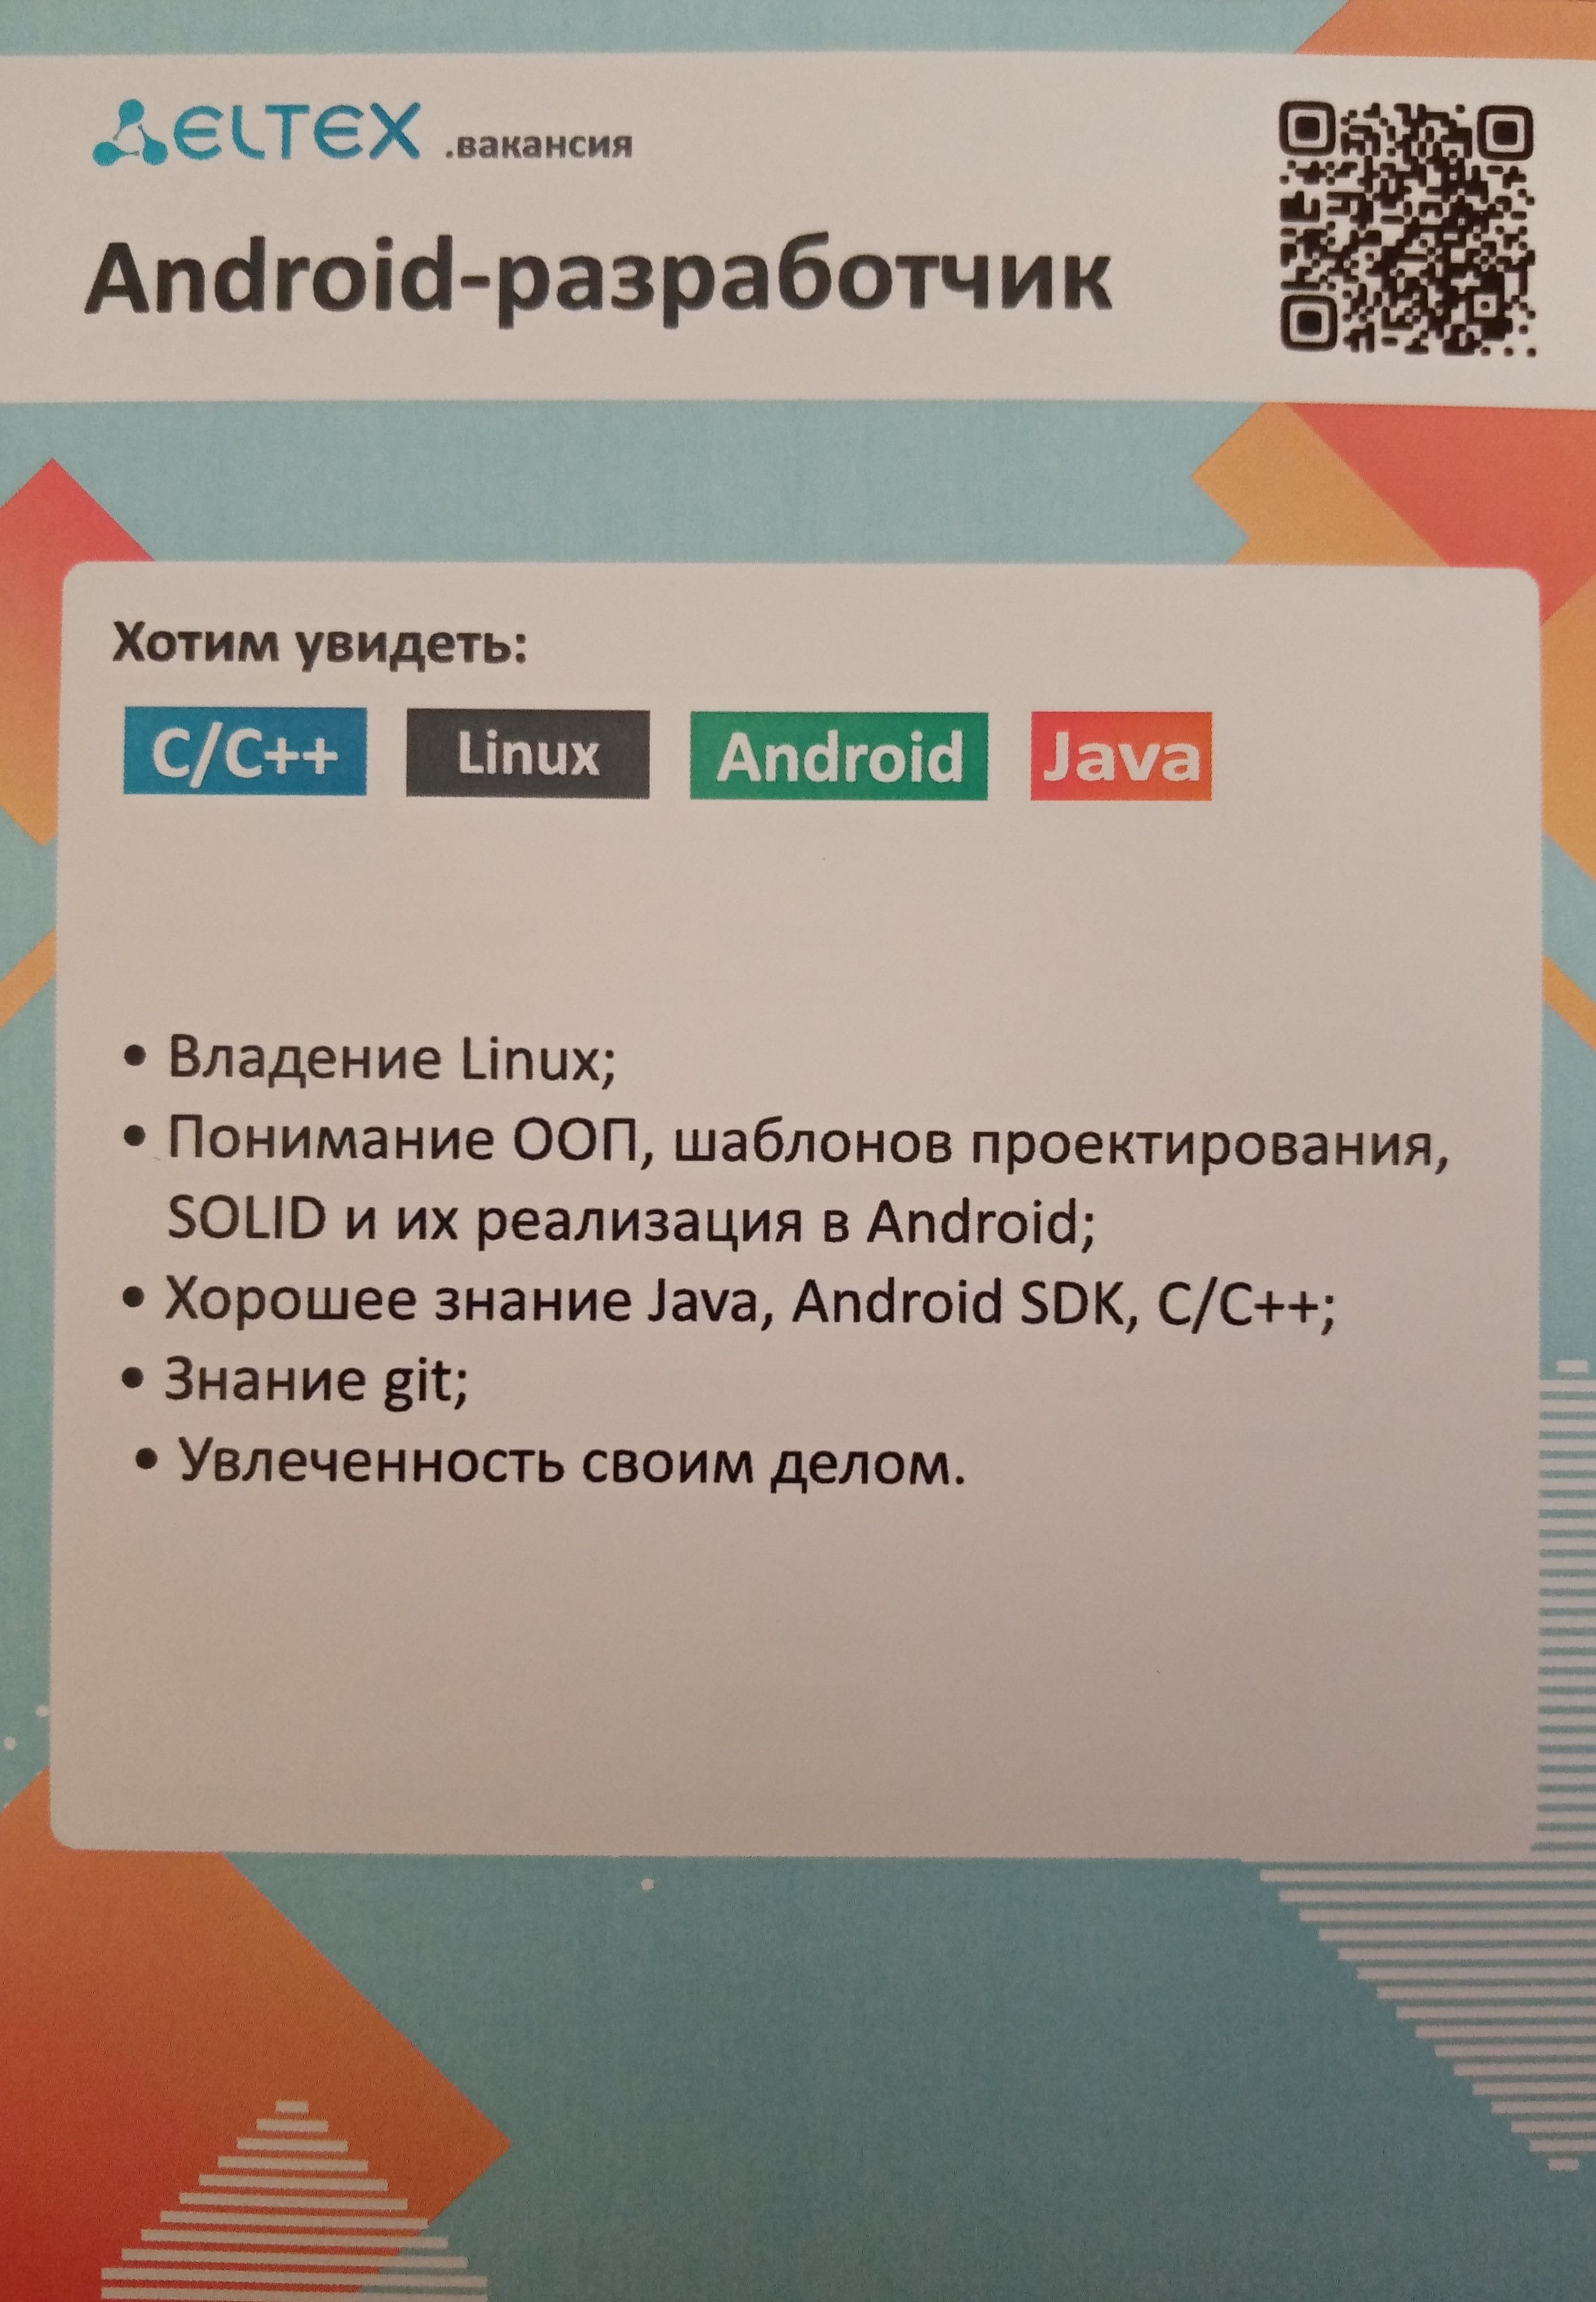 ELTEX .вакансия
Android-разработчик
Хотим увидеть:
C/C++ Linux Android Java
• Владение Linux;
• Понимание ООП, шаблонов проектирования,
SOLID и их реализация в Android;
• Хорошее знание Java, Android SDK, C/C++;
• Знание git;
• Увлеченность своим делом.